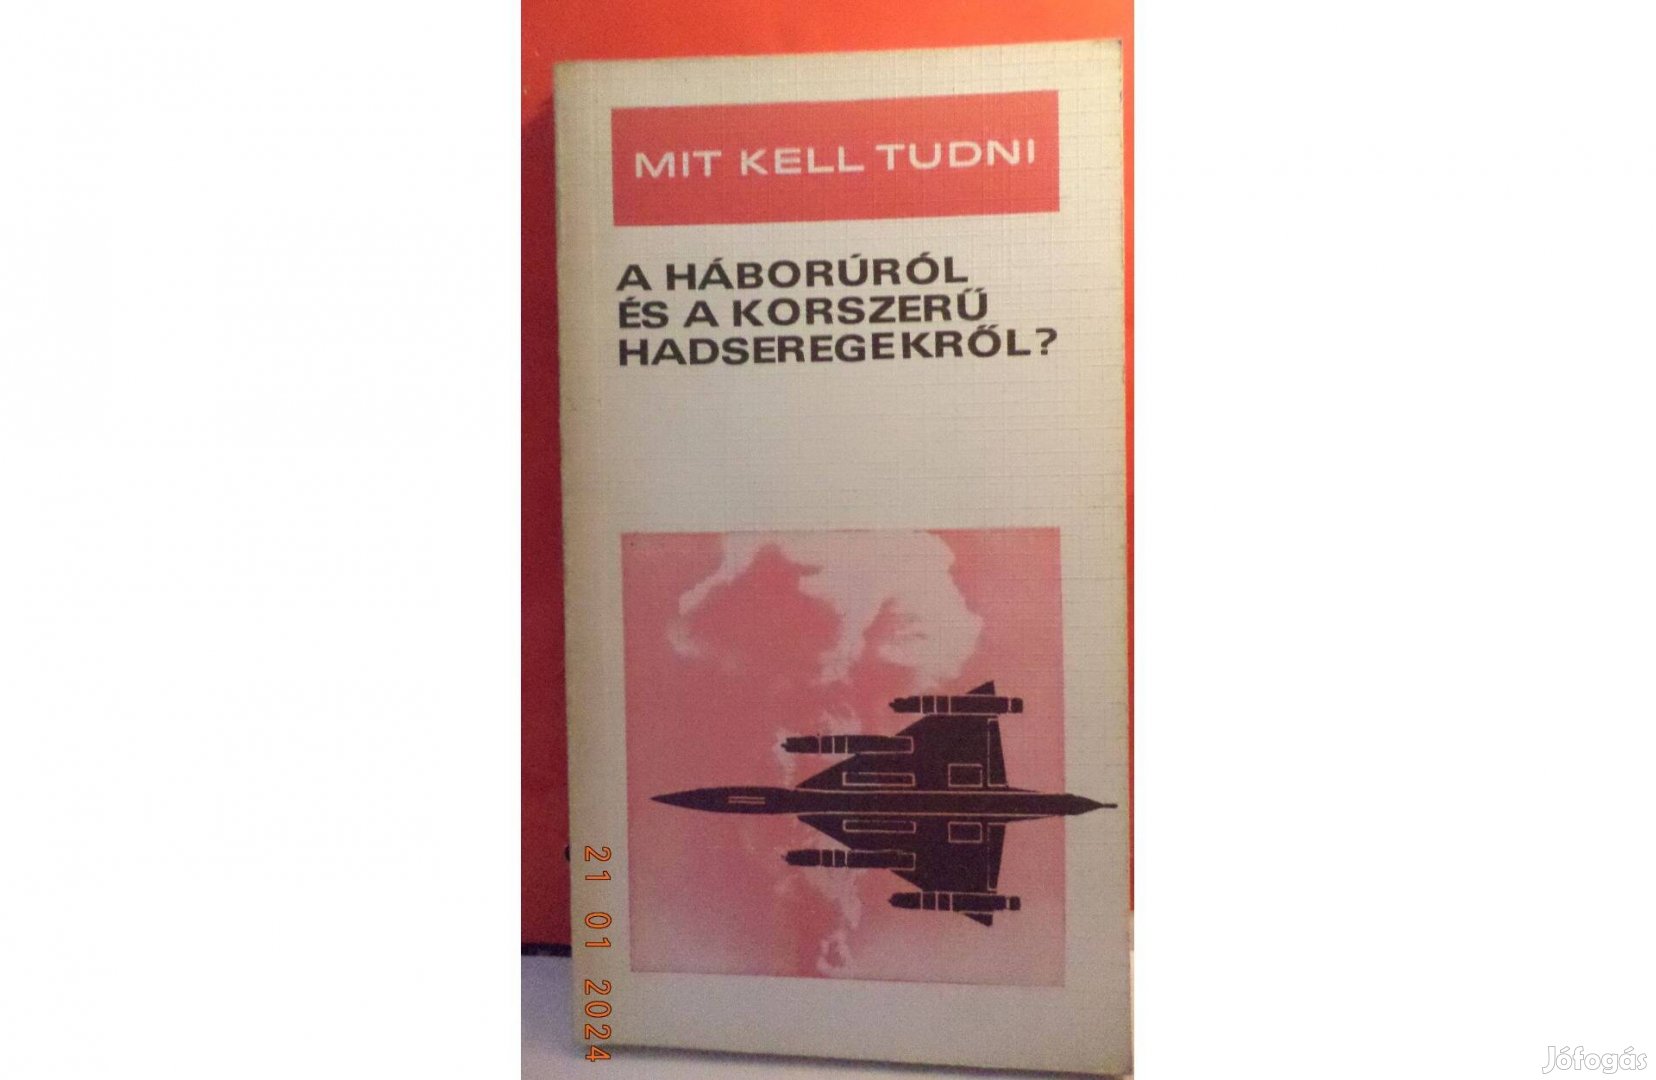 MIT KELL TUDNI
A HÁBORÚRÓL
ÉS A KORSZERŰ
HADSEREGEKRŐL?
21 01 2024
Jófogás